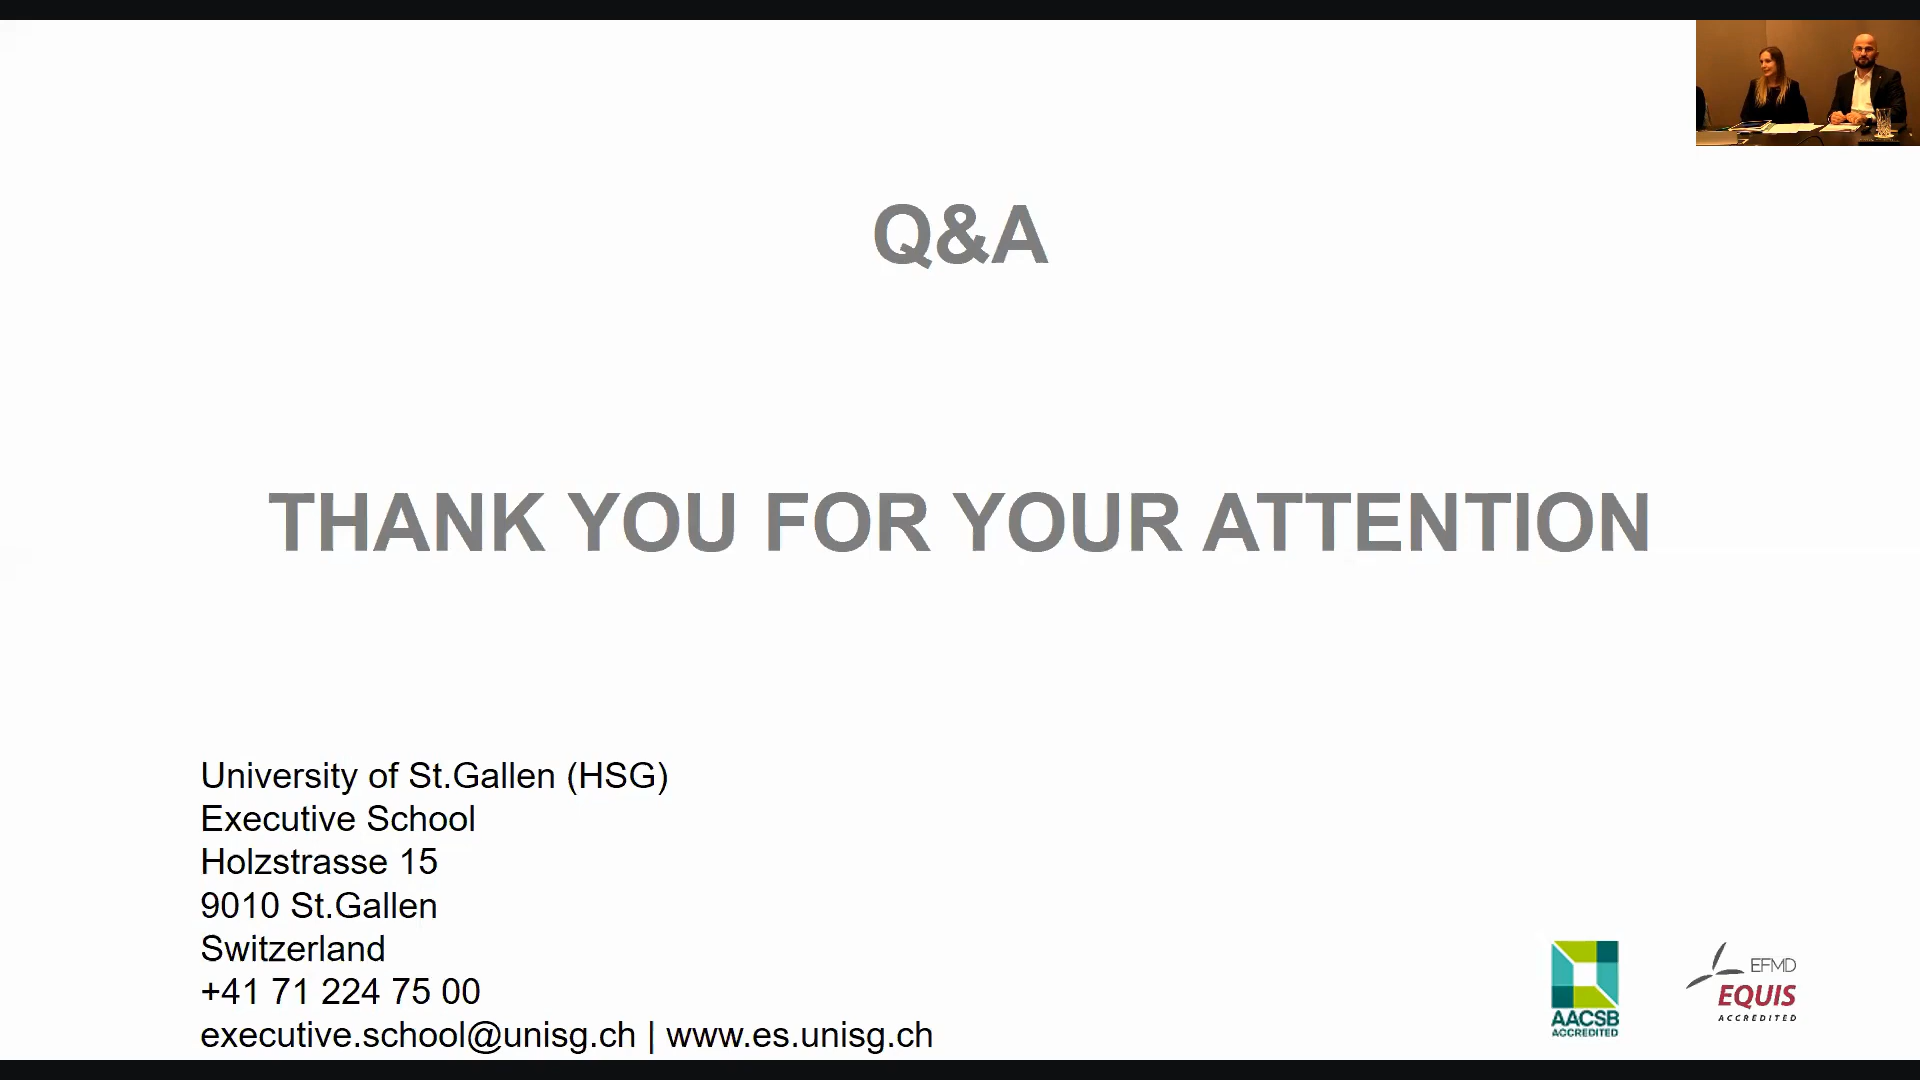 Q&A
THANK YOU FOR YOUR ATTENTION
University of St.Gallen (HSG)
Executive School
Holzstrasse 15
9010 St.Gallen
Switzerland
+41 71 224 75 00
executive.school@unisg.ch | www.es.unisg.ch
AACSB
ACCREDITED
EFMD
EQUIS
ACCREDITED